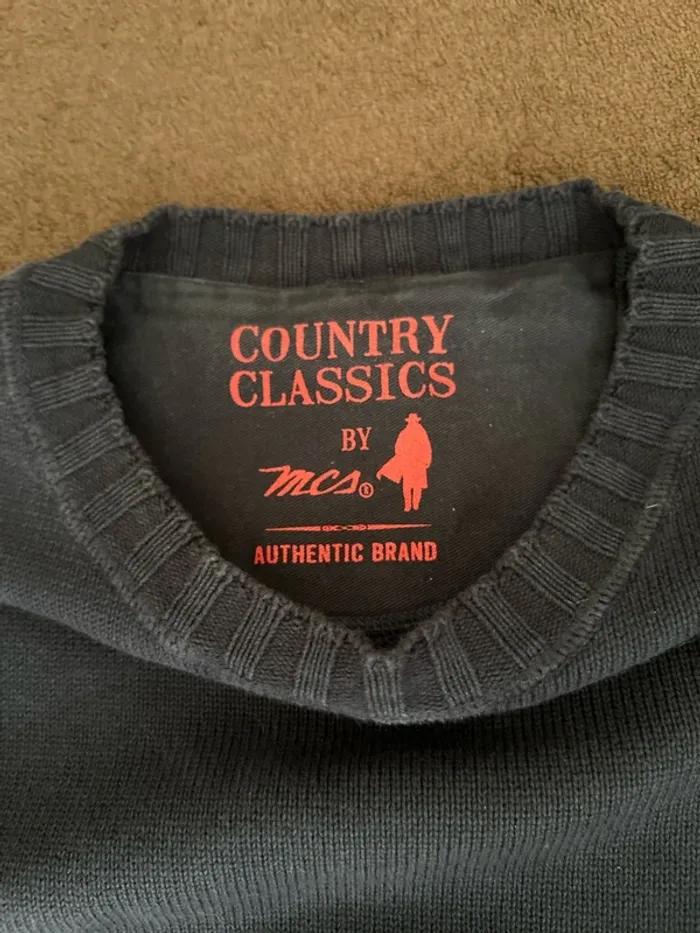 COUNTRY
CLASSICS
BY
mcs®
AUTHENTIC BRAND